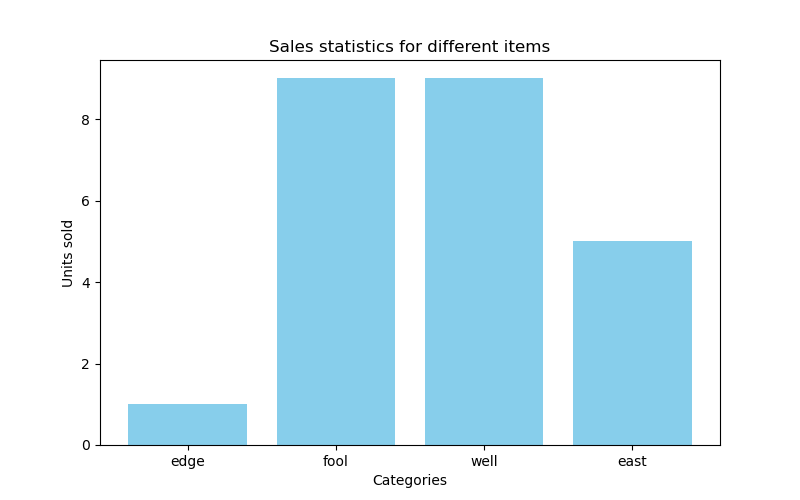 Sales statistics for different items
Units sold
8
6
4
2
0
edge fool well east
Categories